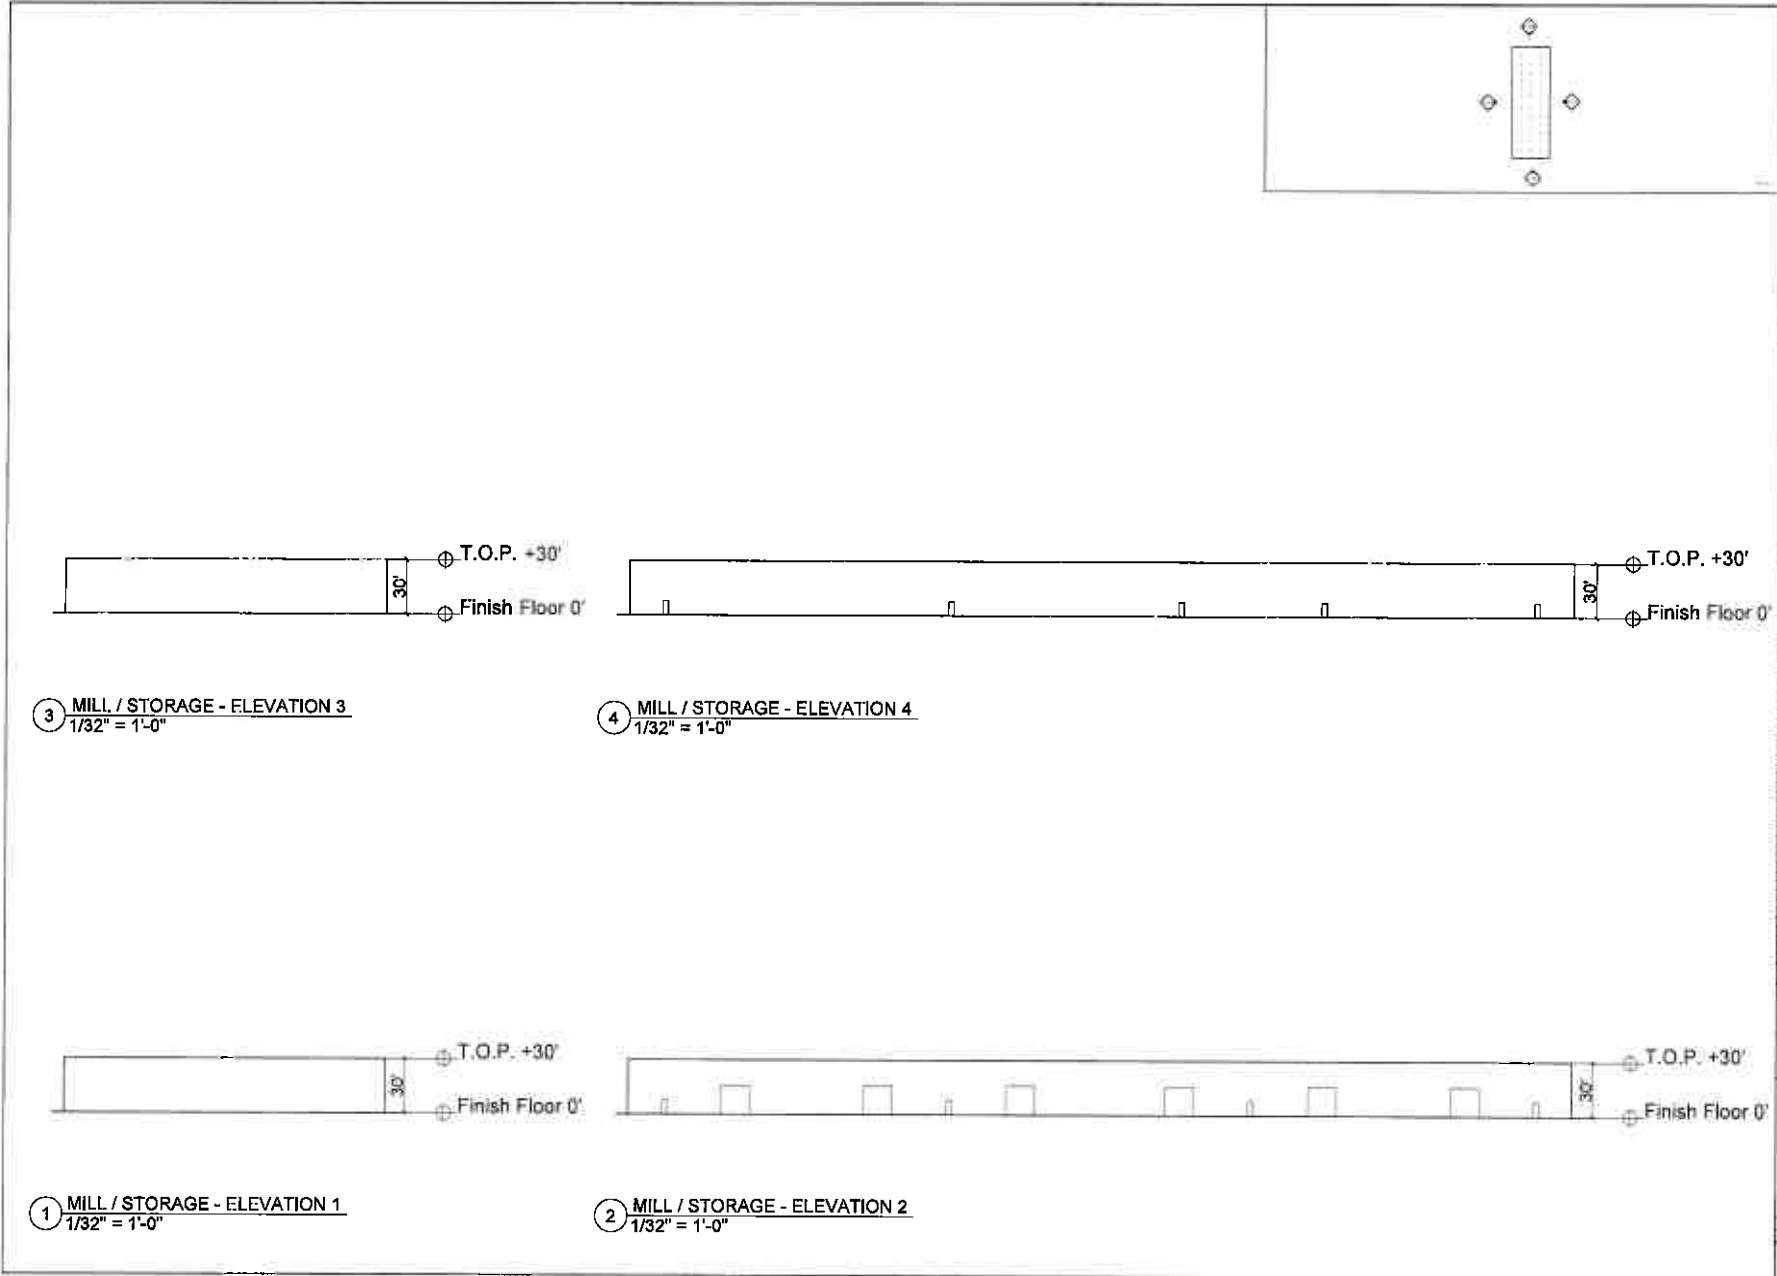 T.O.P. +30'
30'
Finish Floor 0'
3 MILL / STORAGE - ELEVATION 3
1/32" = 1'-0"
T.O.P. +30'
30'
Finish Floor 0'
4 MILL / STORAGE - ELEVATION 4
1/32" = 1'-0"
T.O.P. +30'
30'
Finish Floor 0'
1 MILL / STORAGE - ELEVATION 1
1/32" = 1'-0"
T.O.P. +30'
30'
Finish Floor 0'
2 MILL / STORAGE - ELEVATION 2
1/32" = 1'-0"